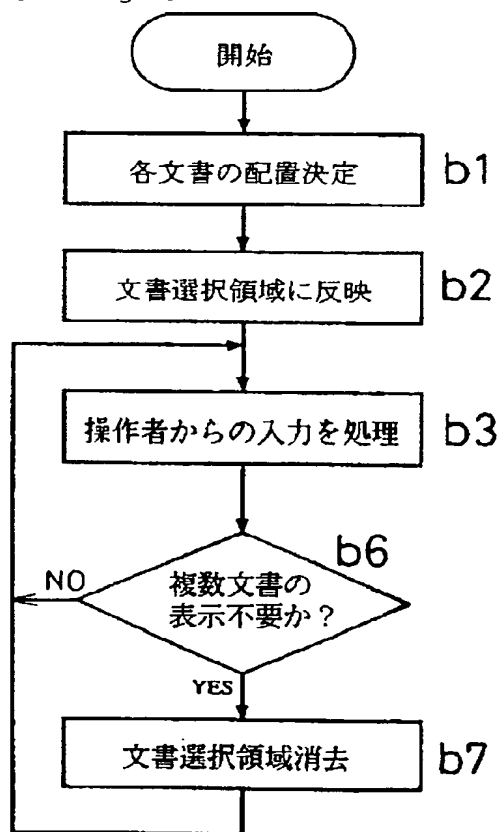 開始
各文書の配置決定
b1
文書選択領域に反映
b2
操作者からの入力を処理
b3
b6
複数文書の
表示不要か?
NO
YES
文書選択領域消去
b7